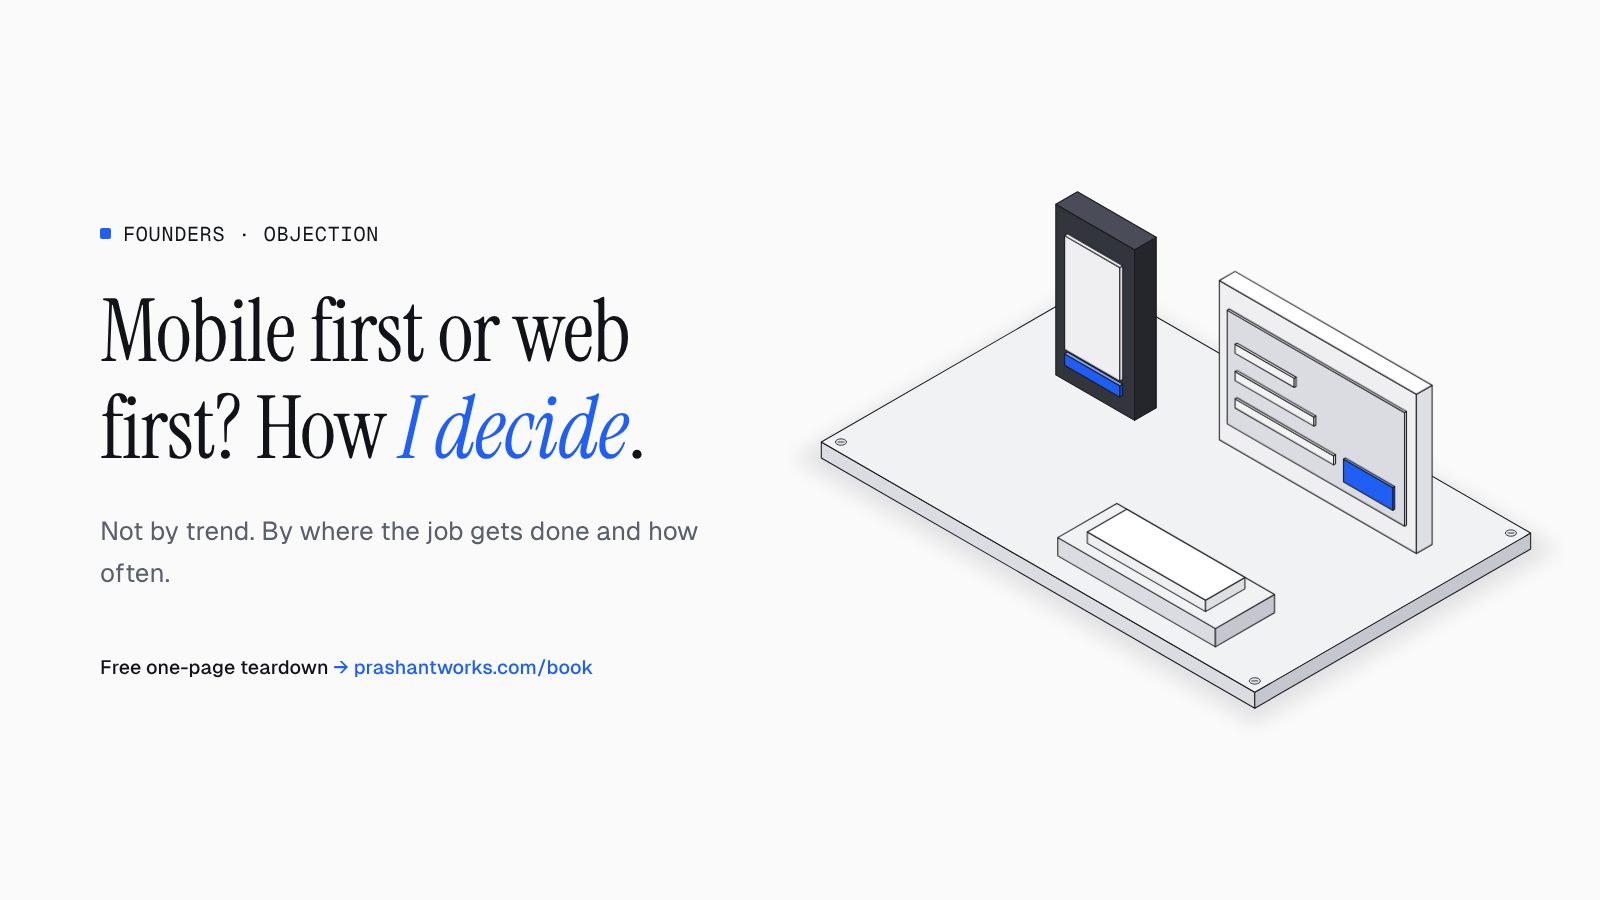 FOUNDERS · OBJECTION
Mobile first or web
first? How I decide.
Not by trend. By where the job gets done and how
often.
Free one-page teardown → prashantworks.com/book